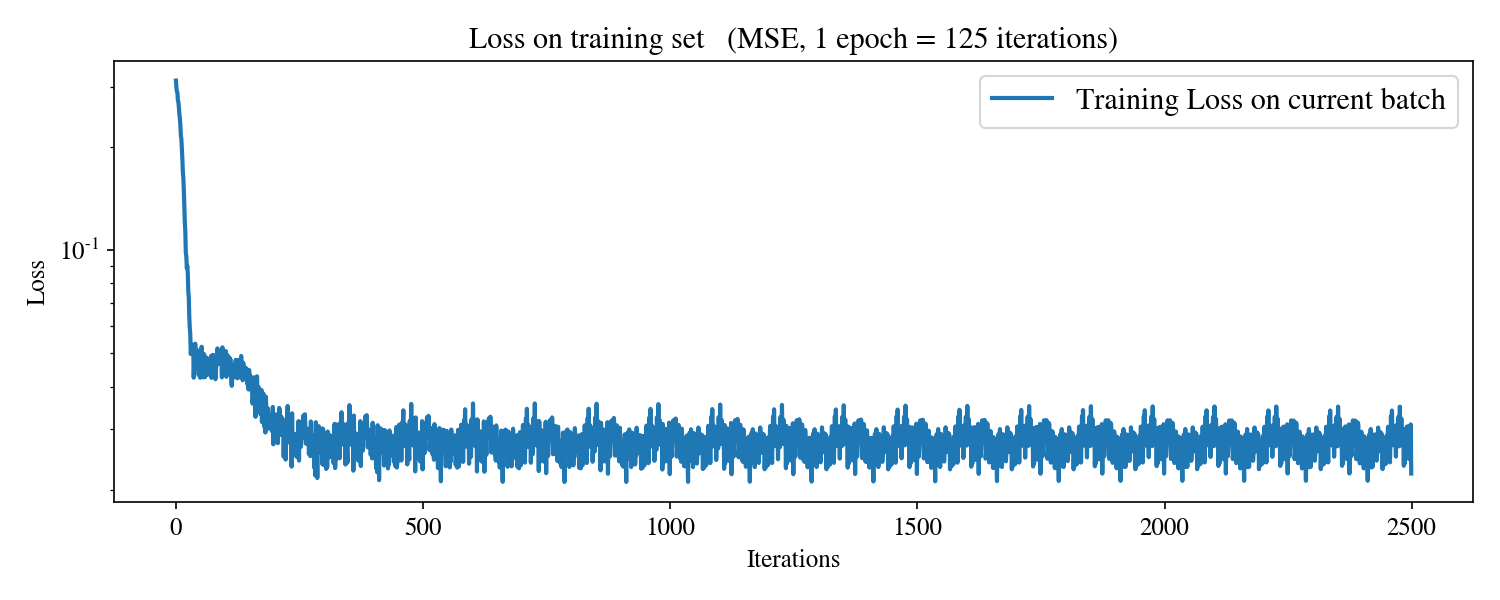 Loss on training set (MSE, 1 epoch = 125 iterations)
Training Loss on current batch
10-1
Loss
0 500 1000 1500 2000 2500
Iterations